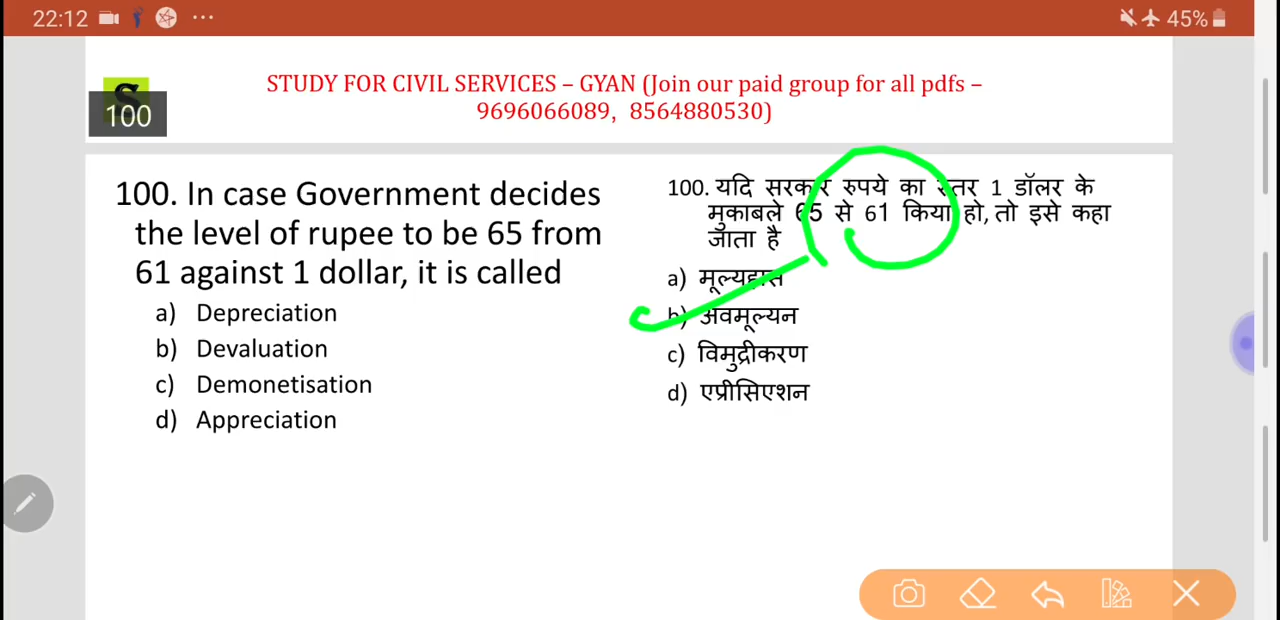 22:12 ... 45%
STUDY FOR CIVIL SERVICES – GYAN (Join our paid group for all pdfs –
9696066089, 8564880530)
S
100
100. In case Government decides
the level of rupee to be 65 from
61 against 1 dollar, it is called
a) Depreciation
b) Devaluation
c) Demonetisation
d) Appreciation
100. यदि सरकार रुपये का स्तर 1 डॉलर के
मुकाबले 65 से 61 किया हो, तो इसे कहा
जाता है
a) मूल्यह्रास
b) अवमूल्यन
c) विमुद्रीकरण
d) एप्रीसिएशन